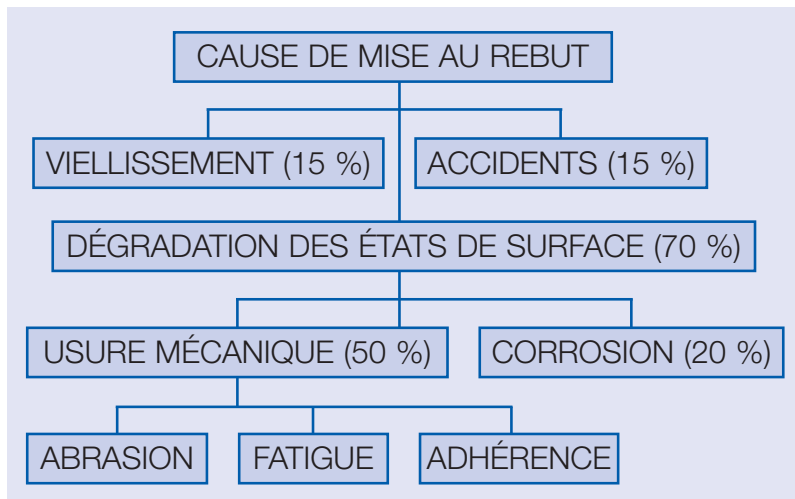 CAUSE DE MISE AU REBUT
VIELLISSEMENT (15 %)
ACCIDENTS (15 %)
DÉGRADATION DES ÉTATS DE SURFACE (70 %)
USURE MÉCANIQUE (50 %)
CORROSION (20 %)
ABRASION
FATIGUE
ADHÉRENCE